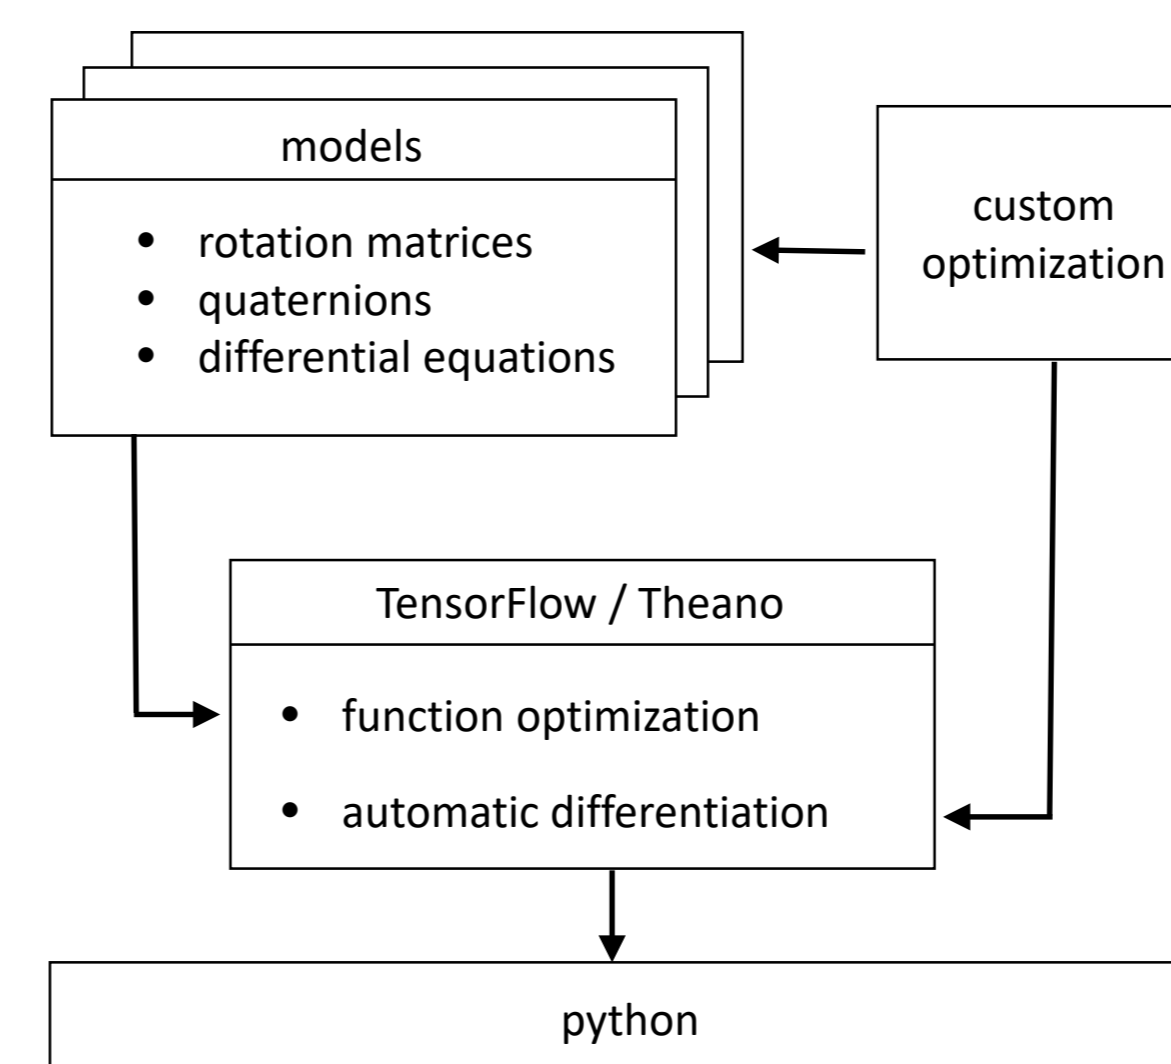 models
• rotation matrices
• quaternions
• differential equations
custom
optimization
TensorFlow / Theano
• function optimization
• automatic differentiation
python